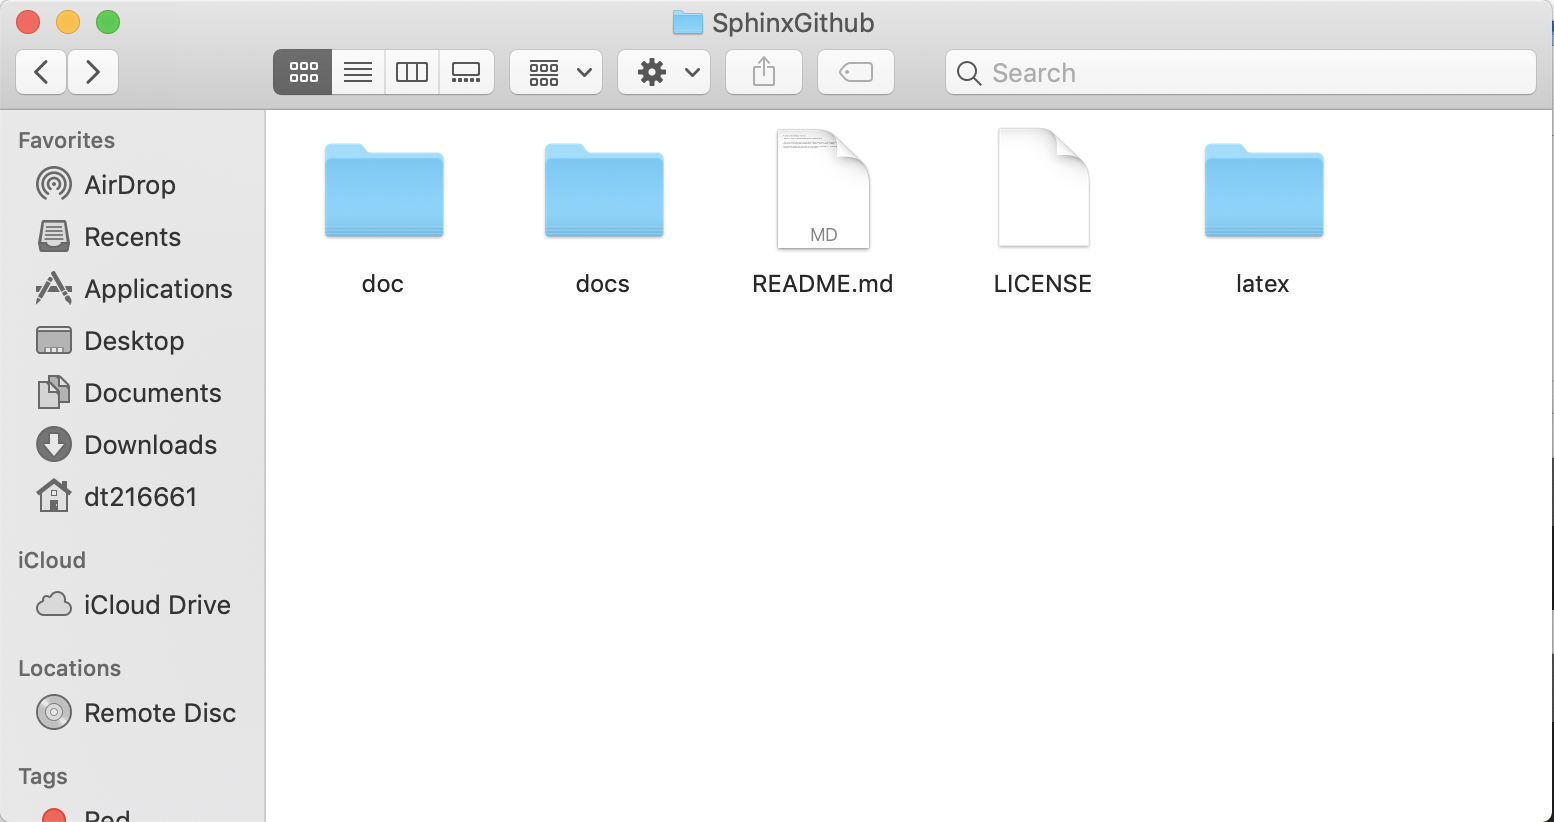 SphinxGithub
Search
Favorites
AirDrop
Recents
Applications
Desktop
Documents
Downloads
dt216661
iCloud
iCloud Drive
Locations
Remote Disc
Tags
Red
MD
doc
docs
README.md
LICENSE
latex